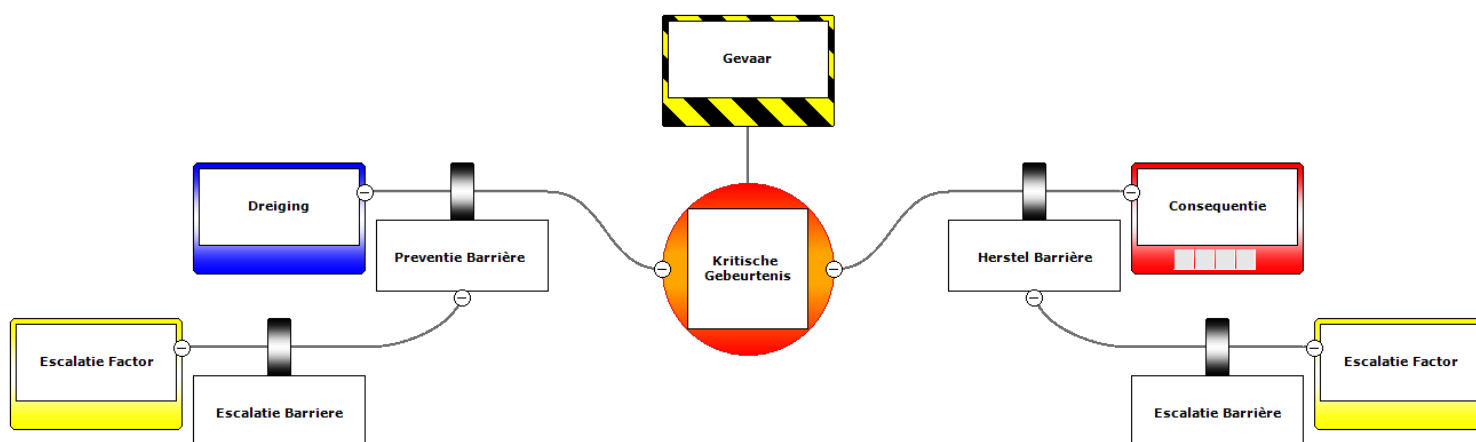 Gevaar
Dreiging
Consequentie
Preventie Barrière
Kritische
Gebeurtenis
Herstel Barrière
Escalatie Factor
Escalatie Factor
Escalatie Barriere
Escalatie Barrière